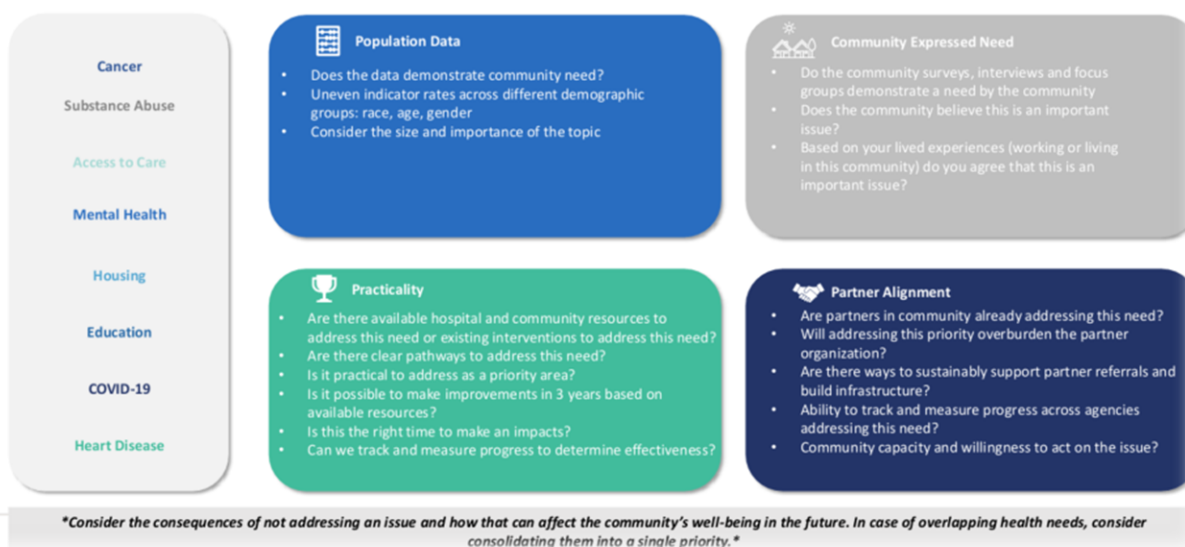 Cancer
Substance Abuse
Access to Care
Mental Health
Housing
Education
COVID-19
Heart Disease
Population Data
• Does the data demonstrate community need?
• Uneven indicator rates across different demographic
groups: race, age, gender
• Consider the size and importance of the topic
Community Expressed Need
• Do the community surveys, interviews and focus
groups demonstrate a need by the community
• Does the community believe this is an important
issue?
• Based on your lived experiences (working or living
in this community) do you agree that this is an
important issue?
Practicality
• Are there available hospital and community resources to
address this need or existing interventions to address this need?
• Are there clear pathways to address this need?
• Is it practical to address as a priority area?
• Is it possible to make improvements in 3 years based on
available resources?
• Is this the right time to make an impacts?
• Can we track and measure progress to determine effectiveness?
Partner Alignment
• Are partners in community already addressing this need?
• Will addressing this priority overburden the partner
organization?
• Are there ways to sustainably support partner referrals and
build infrastructure?
• Ability to track and measure progress across agencies
addressing this need?
• Community capacity and willingness to act on the issue?
*Consider the consequences of not addressing an issue and how that can affect the community's well-being in the future. In case of overlapping health needs, consider
consolidating them into a single priority.*